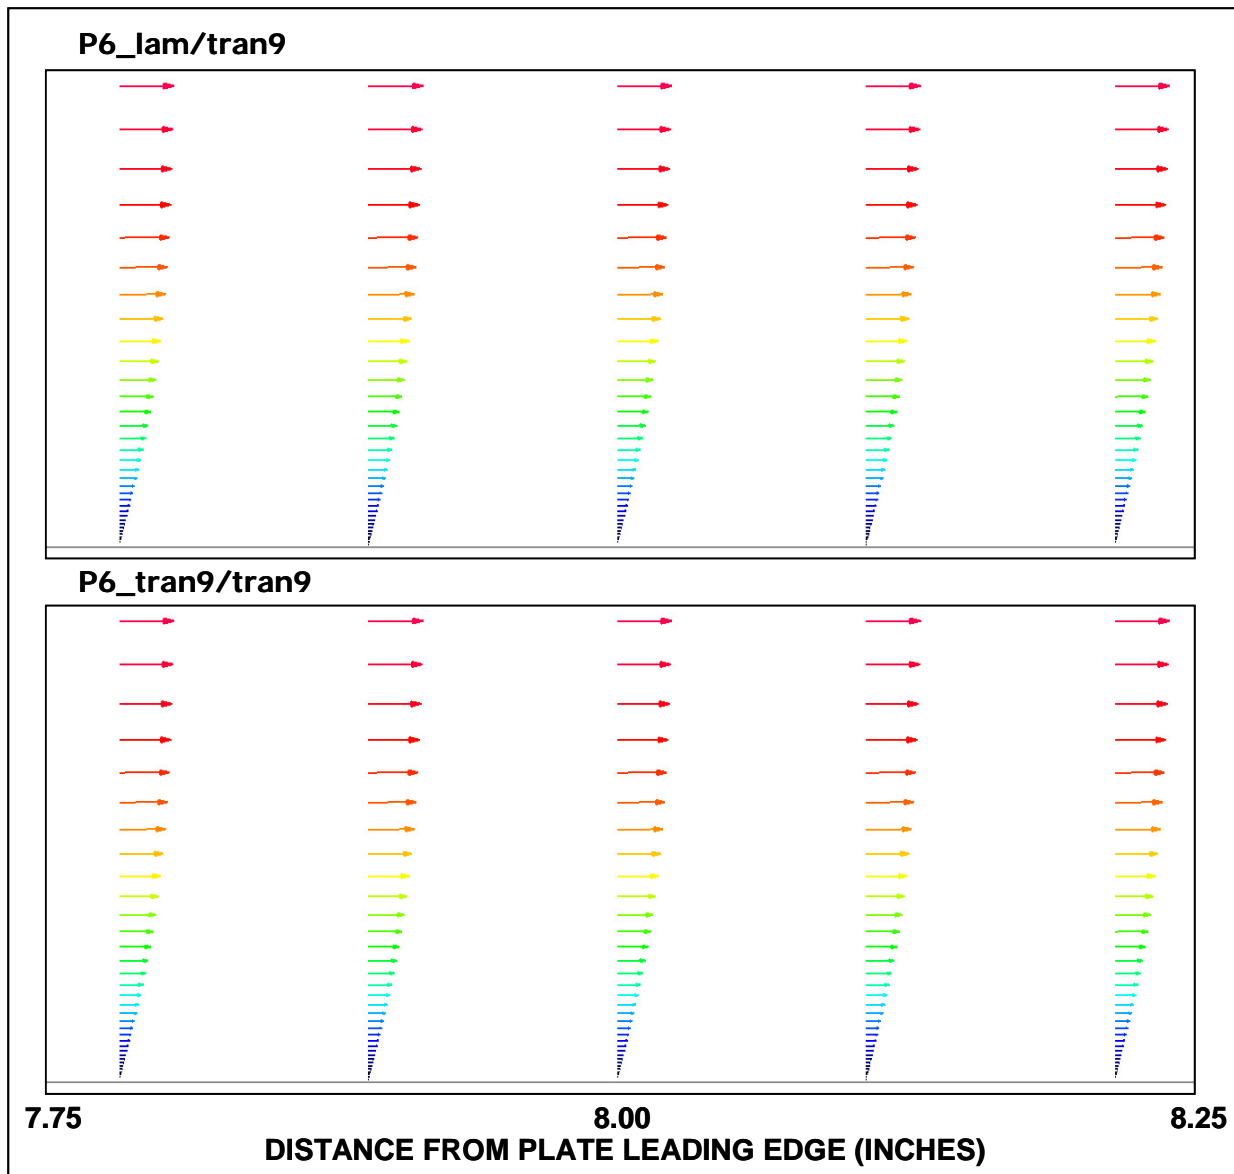 P6_lam/tran9
P6_tran9/tran9
7.75 8.00 8.25
DISTANCE FROM PLATE LEADING EDGE (INCHES)